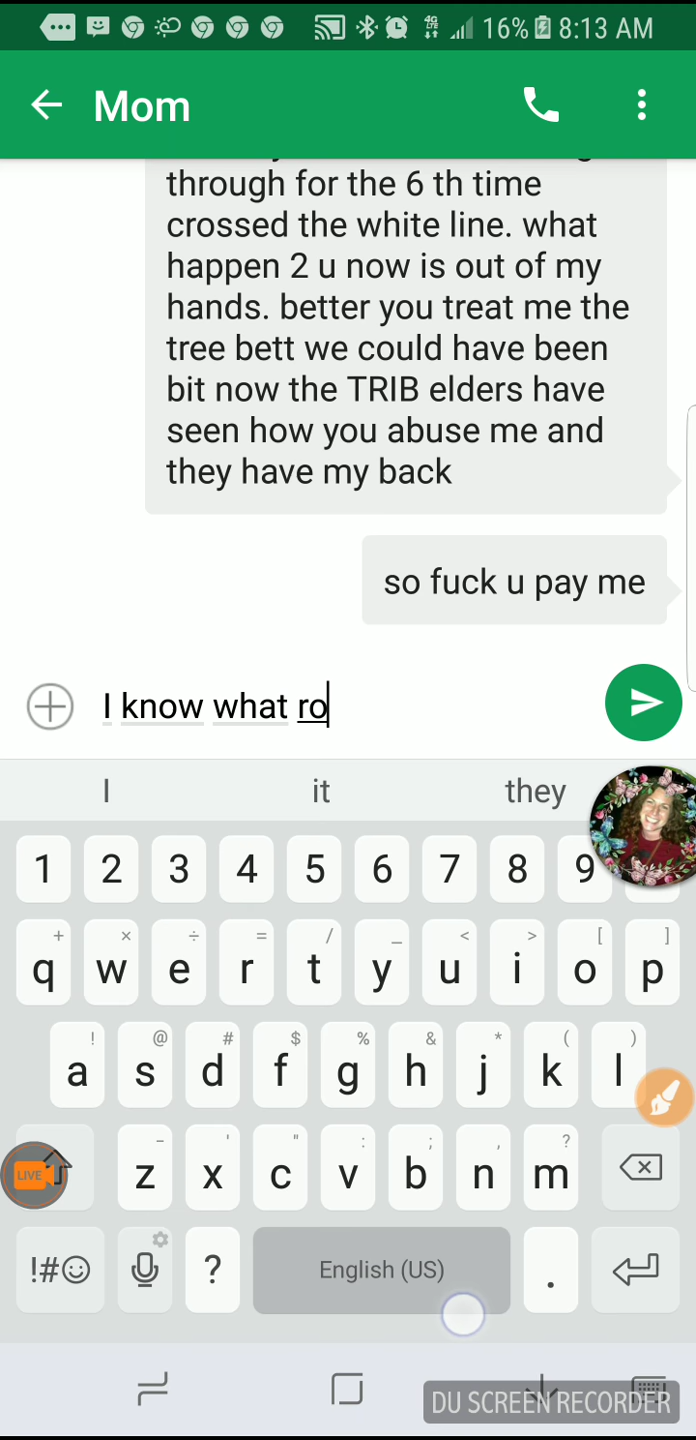 16% 8:13 AM
Mom
through for the 6 th time
crossed the white line. what
happen 2 u now is out of my
hands. better you treat me the
tree bett we could have been
bit now the TRIB elders have
seen how you abuse me and
they have my back
so fuck u pay me
I know what ro
I it they
1 2 3 4 5 6 7 8 9
+ × ÷ = / _ < > [ ]
q w e r t y u i o p
! @ # $ % & * ( )
a s d f g h j k l
- ' " : ; , ?
LIVE z x c v b n m
!#☺ ? English (US) .
DU SCREEN RECORDER